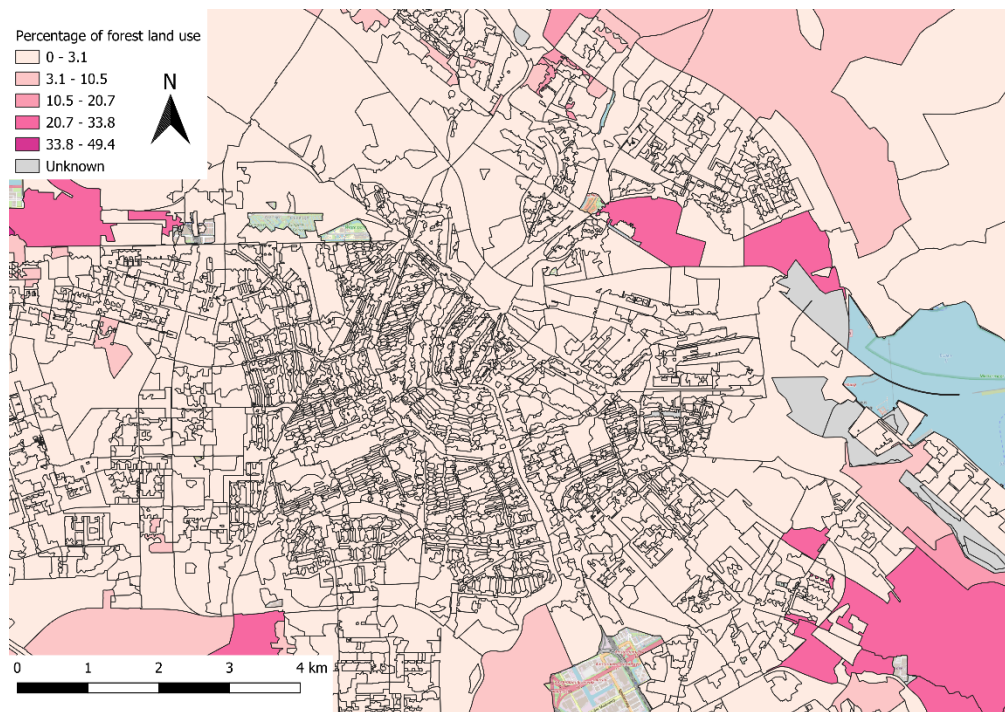 Percentage of forest land use
0 - 3.1
3.1 - 10.5
10.5 - 20.7
20.7 - 33.8
33.8 - 49.4
Unknown
N
0 1 2 3 4 km